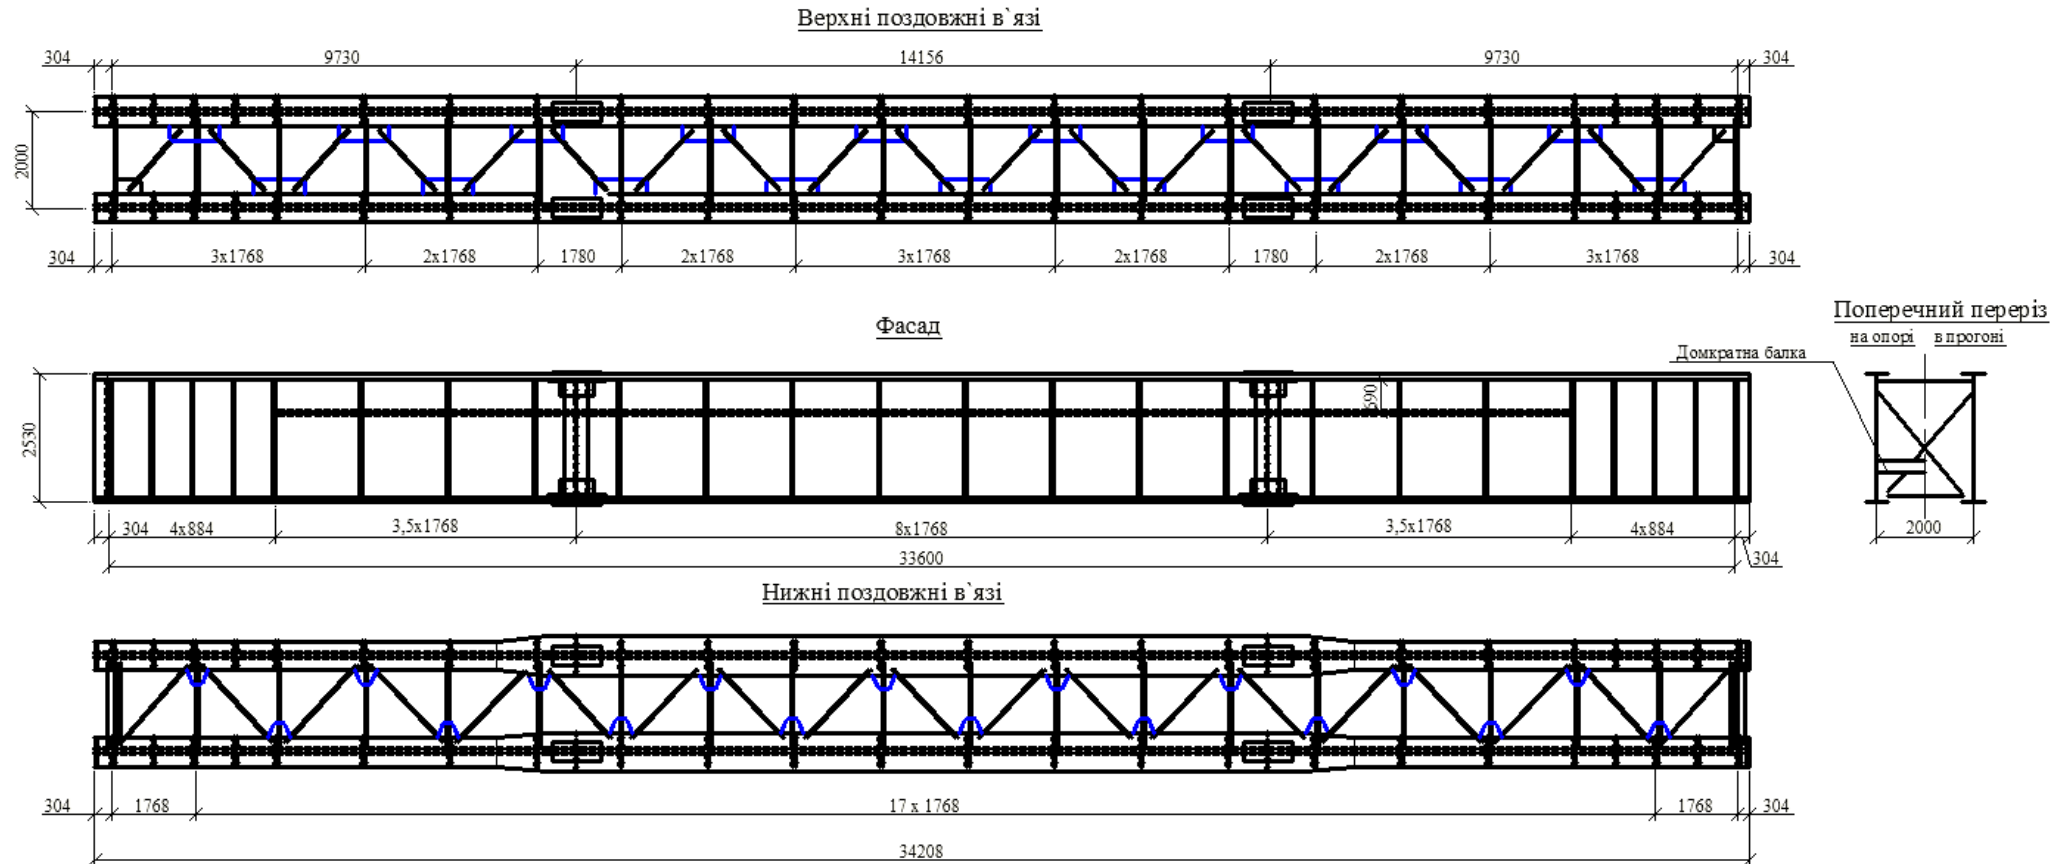 Верхні поздовжні в`язі
304 9730 14156 9730 304
2000
304 3x1768 2x1768 1780 2x1768 3x1768 2x1768 1780 2x1768 3x1768 304
Фасад
Поперечний переріз
на опорі в прогоні
Домкратна балка
690
2530
304 4x884 3,5x1768 8x1768 3,5x1768 4x884 2000
33600 304
Нижні поздовжні в`язі
304 1768 17 x 1768 1768 304
34208